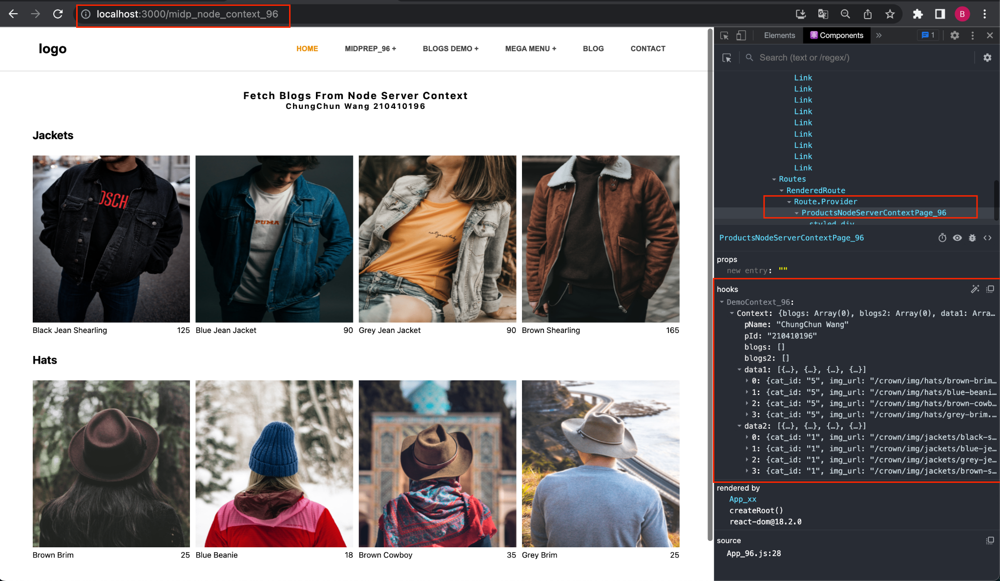 localhost:3000/midp_node_context_96
B
logo
HOME
MIDPREP_96 +
BLOGS DEMO +
MEGA MENU +
BLOG
CONTACT
Fetch Blogs From Node Server Context
ChungChun Wang 210410196
Jackets
OSCH
PUMA
Black Jean Shearling 125
Blue Jean Jacket 90
Grey Jean Jacket 90
Brown Shearling 165
Hats
Brown Brim 25
Blue Beanie 18
Brown Cowboy 35
Grey Brim 25
Elements
Components
»
1
Search (text or /regex/)
Link
Link
Link
Link
Link
Link
Link
Link
Link
Routes
RenderedRoute
Route.Provider
ProductsNodeServerContextPage_96
styled.div
ProductsNodeServerContextPage_96
props
new entry: ""
hooks
DemoContext_96:
Context: {blogs: Array(0), blogs2: Array(0), data1: Arra…
pName: "ChungChun Wang"
pId: "210410196"
blogs: []
blogs2: []
data1: [{…}, {…}, {…}, {…}]
0: {cat_id: "5", img_url: "/crown/img/hats/brown-brim…
1: {cat_id: "5", img_url: "/crown/img/hats/blue-beani…
2: {cat_id: "5", img_url: "/crown/img/hats/brown-cowb…
3: {cat_id: "5", img_url: "/crown/img/hats/grey-brim.…
data2: [{…}, {…}, {…}, {…}]
0: {cat_id: "1", img_url: "/crown/img/jackets/black-s…
1: {cat_id: "1", img_url: "/crown/img/jackets/blue-je…
2: {cat_id: "1", img_url: "/crown/img/jackets/grey-je…
3: {cat_id: "1", img_url: "/crown/img/jackets/brown-s…
rendered by
App_xx
createRoot()
react-dom@18.2.0
source
App_96.js:28